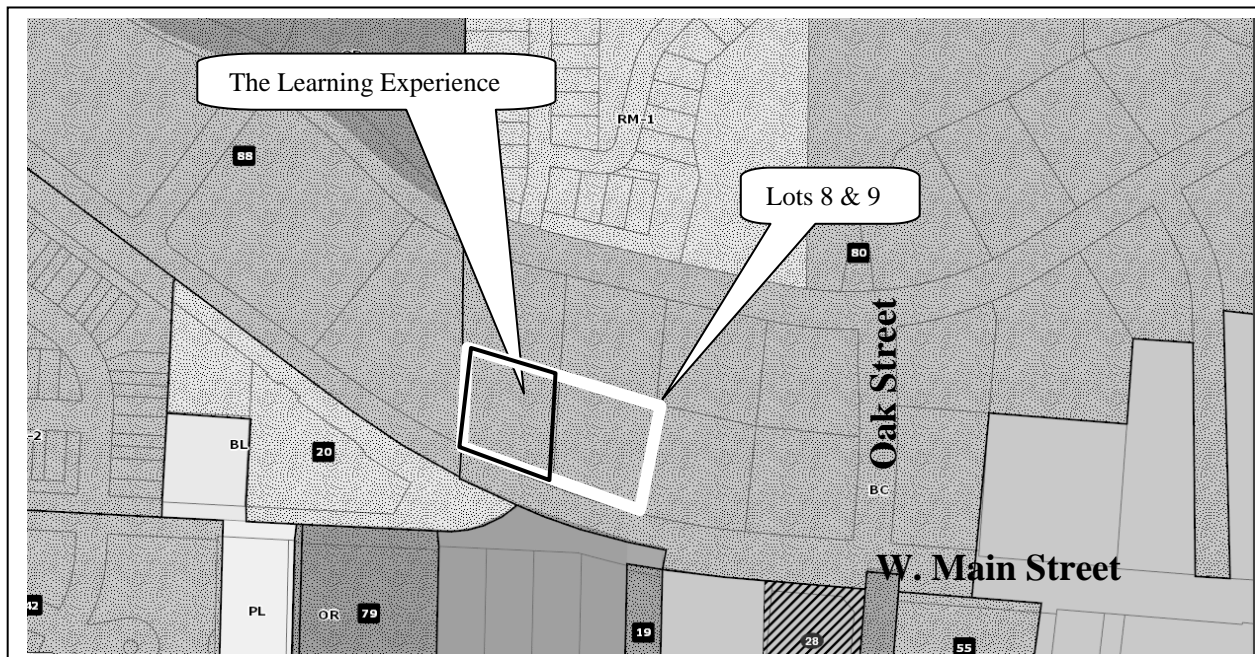 The Learning Experience
RM-1
88
Lots 8 & 9
80
Oak Street
BL
20
-2
BC
W. Main Street
42
PL
OR
79
19
28
55